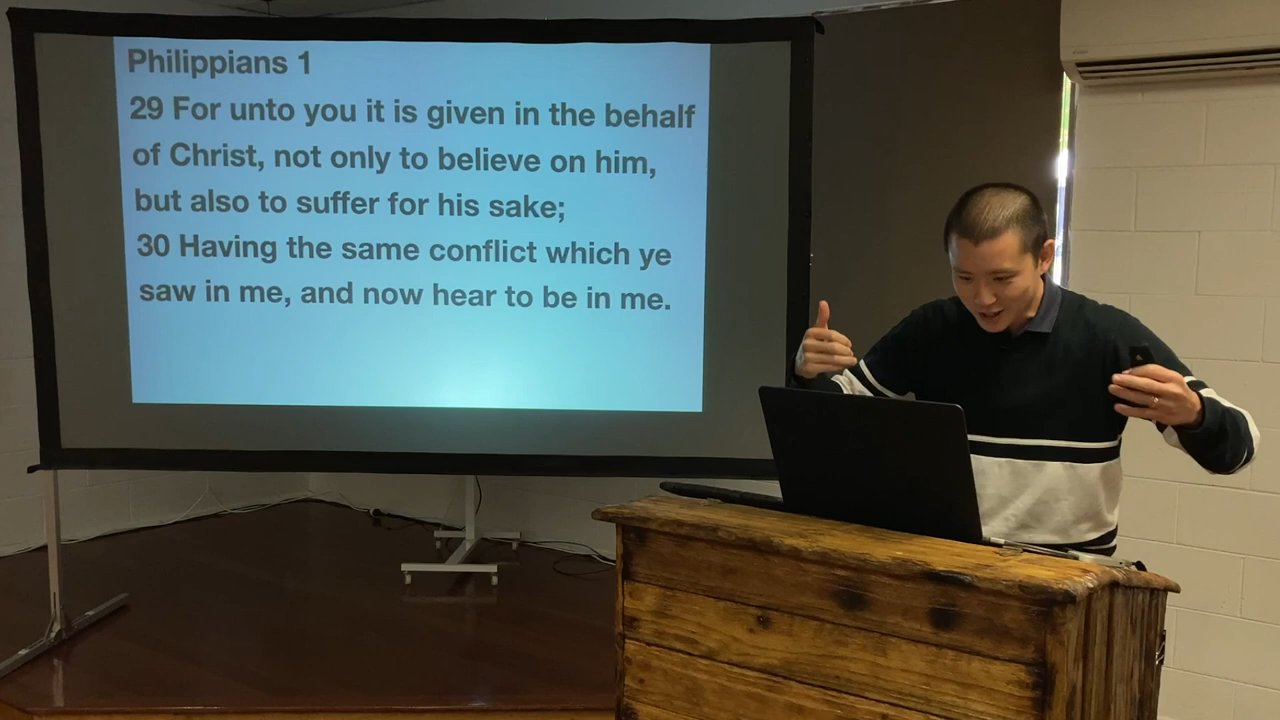 Philippians 1
29 For unto you it is given in the behalf
of Christ, not only to believe on him,
but also to suffer for his sake;
30 Having the same conflict which ye
saw in me, and now hear to be in me.